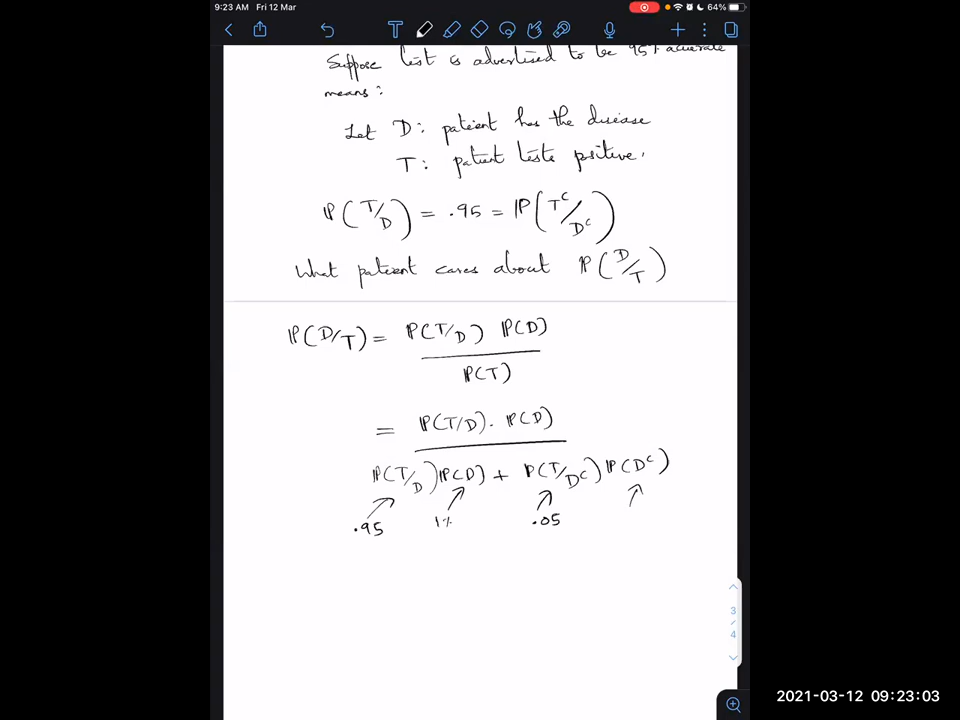 9:23 AM Fri 12 Mar 64%
Suppose test is advertised to be 95% accurate
means:
Let D: patient has the disease
T: patient tests positive.
P(T/D) = .95 = P(T^c/D^c)
What patient cares about P(D/T)
P(D/T) = P(T/D) P(D)
P(T)
= P(T/D). P(D)
P(T/D)P(D) + P(T/D^c)P(D^c)
.95 1% .05
3
/
4
2021-03-12 09:23:03